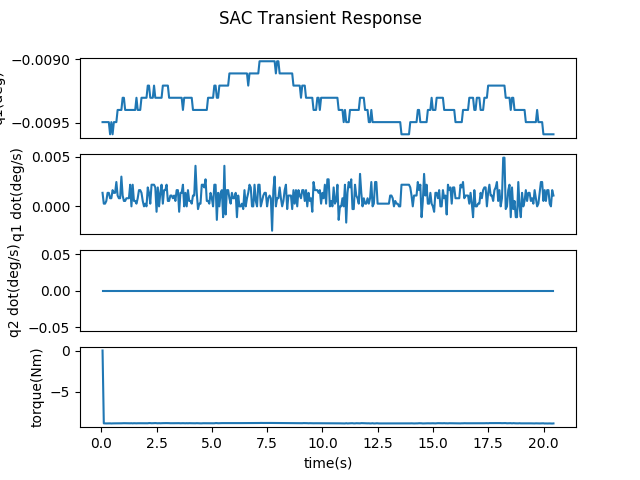 SAC Transient Response
−0.0090
−0.0095
q1(deg)
0.005
0.000
q1 dot(deg/s)
0.05
0.00
−0.05
q2 dot(deg/s)
0
−5
torque(Nm)
0.0 2.5 5.0 7.5 10.0 12.5 15.0 17.5 20.0
time(s)